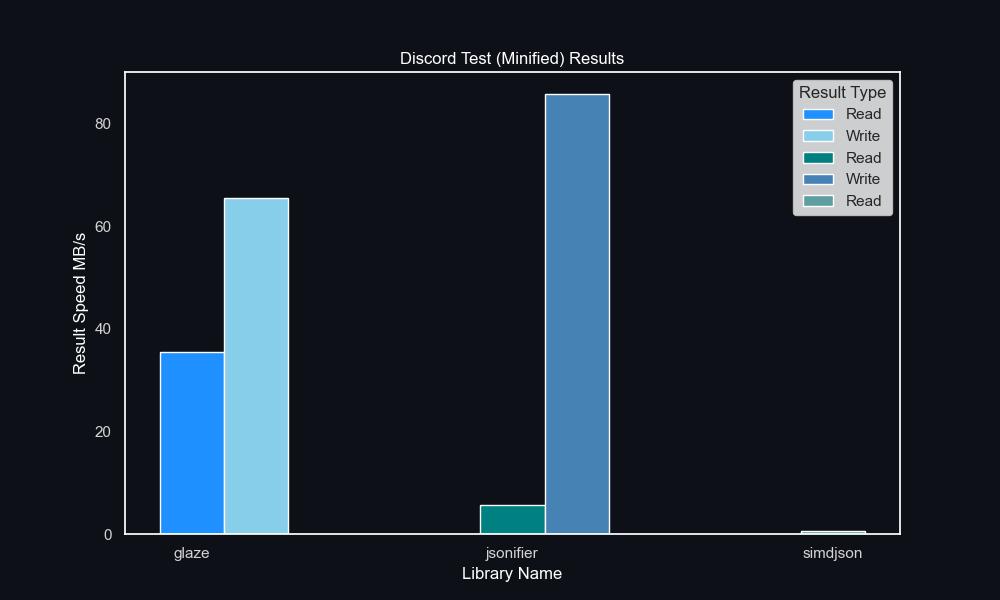 Discord Test (Minified) Results
Result Type
Read
Write
Read
Write
Read
Result Speed MB/s
80
60
40
20
0
glaze
jsonifier
simdjson
Library Name